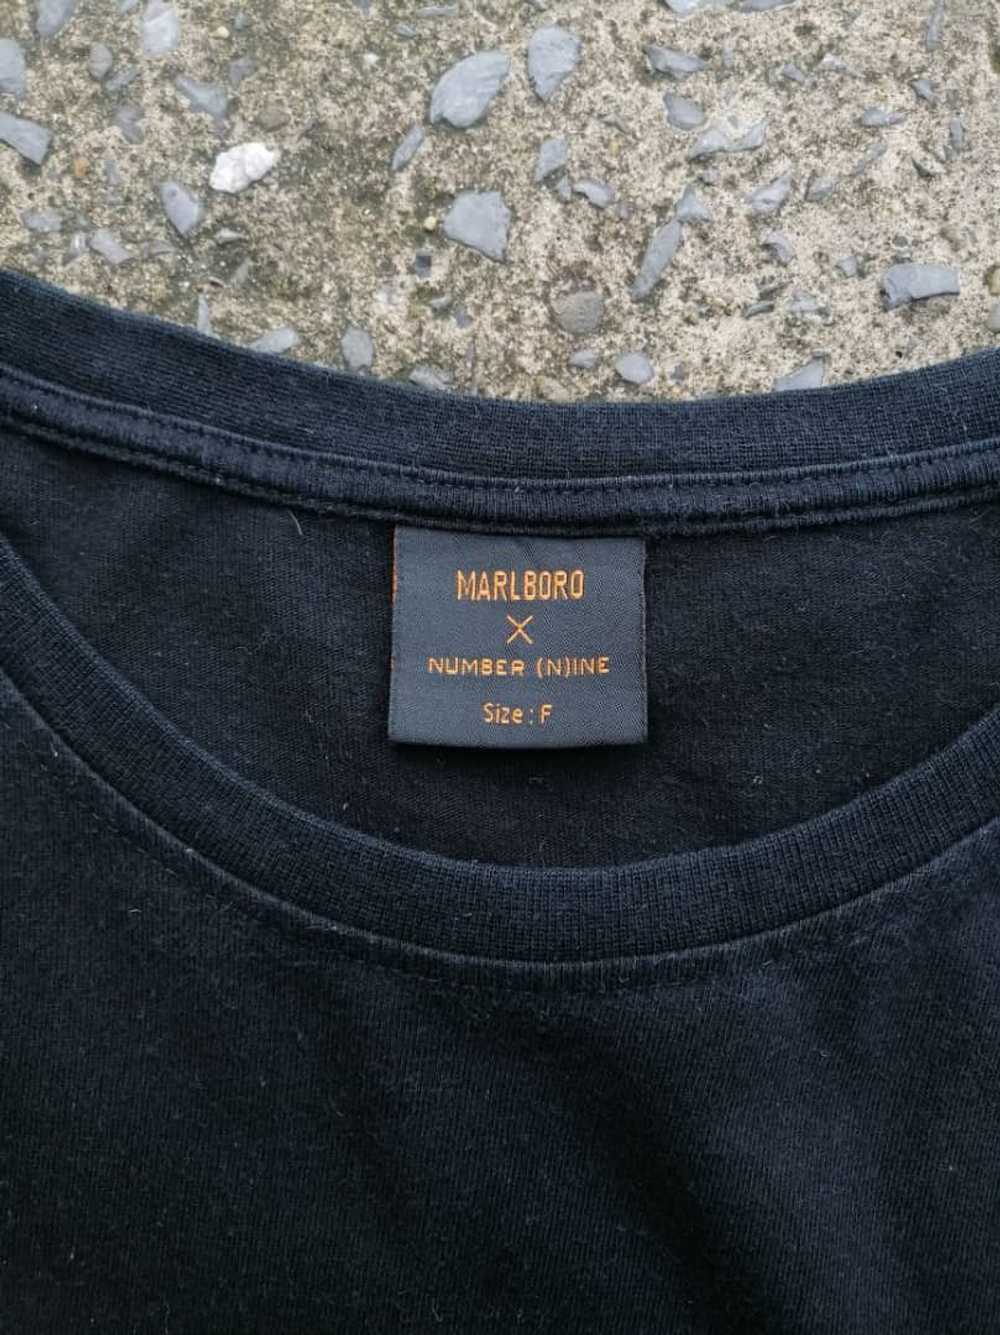 MARLBORO
X
NUMBER (N)INE
Size : F